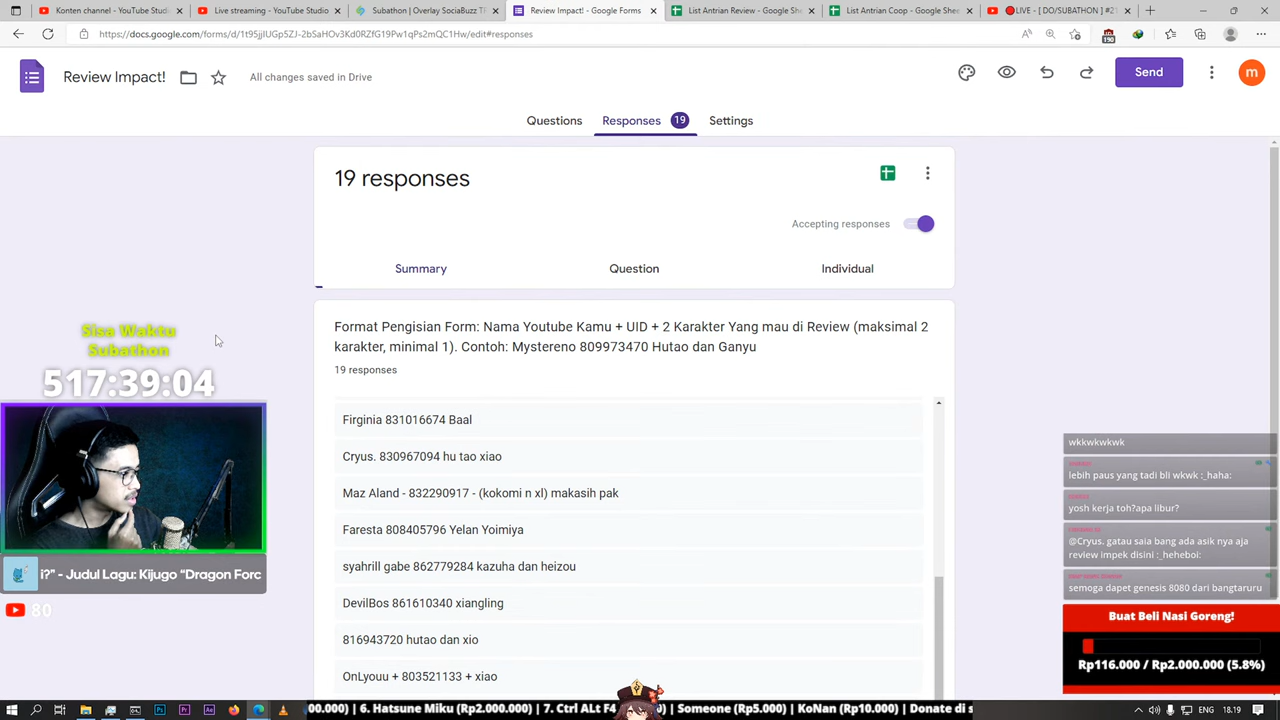 Konten channel - YouTube Studio
Live streaming - YouTube Studio
Subathon | Overlay SociaBuzz T
Review Impact! - Google Forms
List Antrian Review - Google She
List Antrian Coop - Google Shee
🔴LIVE - [ DO/SUBATHON ] #2
https://docs.google.com/forms/d/1t95jjlUGp5ZJ-2bSaHOv3Kd0RZfG19Pw1qPs2mQC1Hw/edit#responses
Review Impact!
All changes saved in Drive
Send
m
Questions
Responses 19
Settings
19 responses
Accepting responses
Summary
Question
Individual
Format Pengisian Form: Nama Youtube Kamu + UID + 2 Karakter Yang mau di Review (maksimal 2
karakter, minimal 1). Contoh: Mystereno 809973470 Hutao dan Ganyu
19 responses
Firginia 831016674 Baal
Cryus. 830967094 hu tao xiao
Maz Aland - 832290917 - (kokomi n xl) makasih pak
Faresta 808405796 Yelan Yoimiya
syahrill gabe 862779284 kazuha dan heizou
DevilBos 861610340 xiangling
816943720 hutao dan xio
OnLyouu + 803521133 + xiao
Sisa Waktu
Subathon
517:39:04
i?" - Judul Lagu: Kijugo "Dragon Forc
80
wkkwkwkwk
lebih paus yang tadi bli wkwk :_haha:
yosh kerja toh?apa libur?
@Cryus. gatau saia bang ada asik nya aja
review impek disini :_heheboi:
semoga dapet genesis 8080 dari bangtaruru
Buat Beli Nasi Goreng!
Rp116.000 / Rp2.000.000 (5.8%)
00.000) | 6. Hatsune Miku (Rp2.000.000) | 7. Ctrl ALt F4
Someone (Rp5.000) | KoNan (Rp10.000) | Donate di s
ENG
18.19